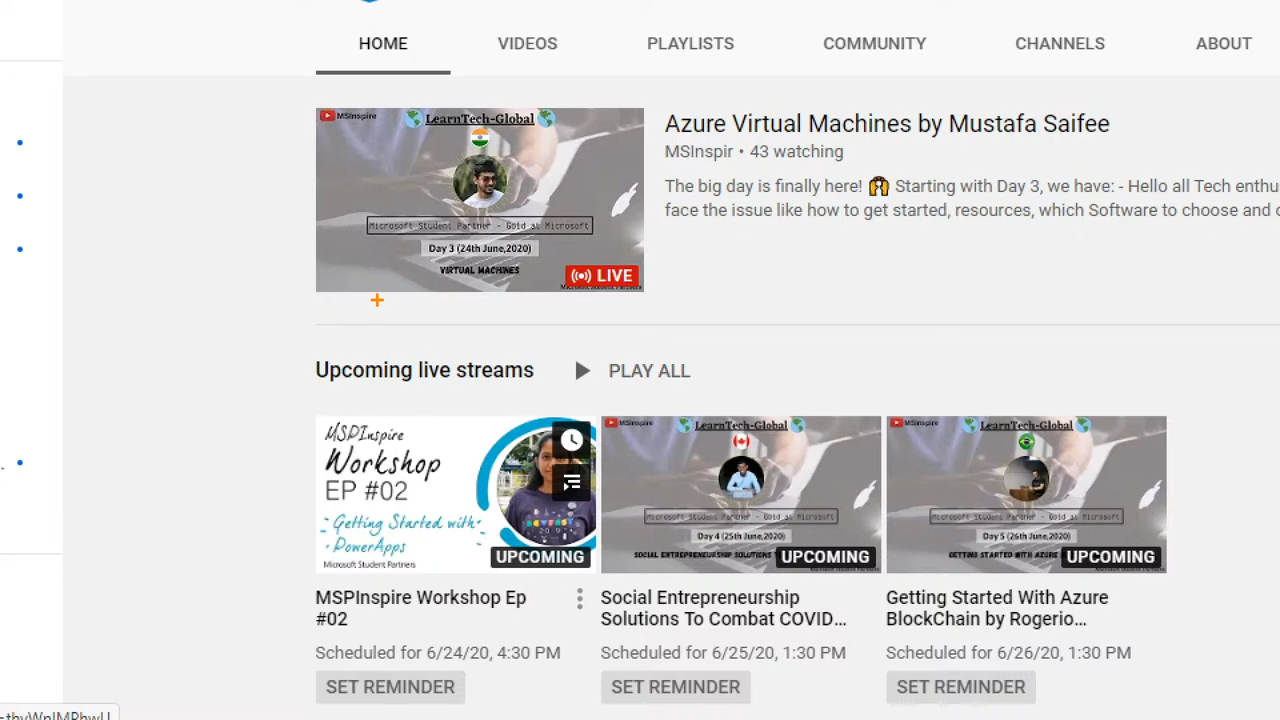 HOME
VIDEOS
PLAYLISTS
COMMUNITY
CHANNELS
ABOUT
MSInspire
LearnTech-Global
Microsoft Student Partner - Gold at Microsoft
Day 3 (24th June,2020)
VIRTUAL MACHINES
LIVE
Azure Virtual Machines by Mustafa Saifee
MSInspir • 43 watching
The big day is finally here! 🙌 Starting with Day 3, we have: - Hello all Tech enthu
face the issue like how to get started, resources, which Software to choose and
Upcoming live streams
PLAY ALL
MSPInspire
Workshop
EP #02
Getting Started with
PowerApps
Microsoft Student Partners
UPCOMING
MSPInspire Workshop Ep
#02
Scheduled for 6/24/20, 4:30 PM
SET REMINDER
MSInspire
LearnTech-Global
Microsoft Student Partner - Gold at Microsoft
Day 4 (25th June,2020)
SOCIAL ENTREPRENEURSHIP SOLUTIONS
UPCOMING
Social Entrepreneurship
Solutions To Combat COVID...
Scheduled for 6/25/20, 1:30 PM
SET REMINDER
MSInspire
LearnTech-Global
Microsoft Student Partner - Gold at Microsoft
Day 5 (26th June,2020)
GETTING STARTED WITH AZURE
UPCOMING
Getting Started With Azure
BlockChain by Rogerio...
Scheduled for 6/26/20, 1:30 PM
SET REMINDER